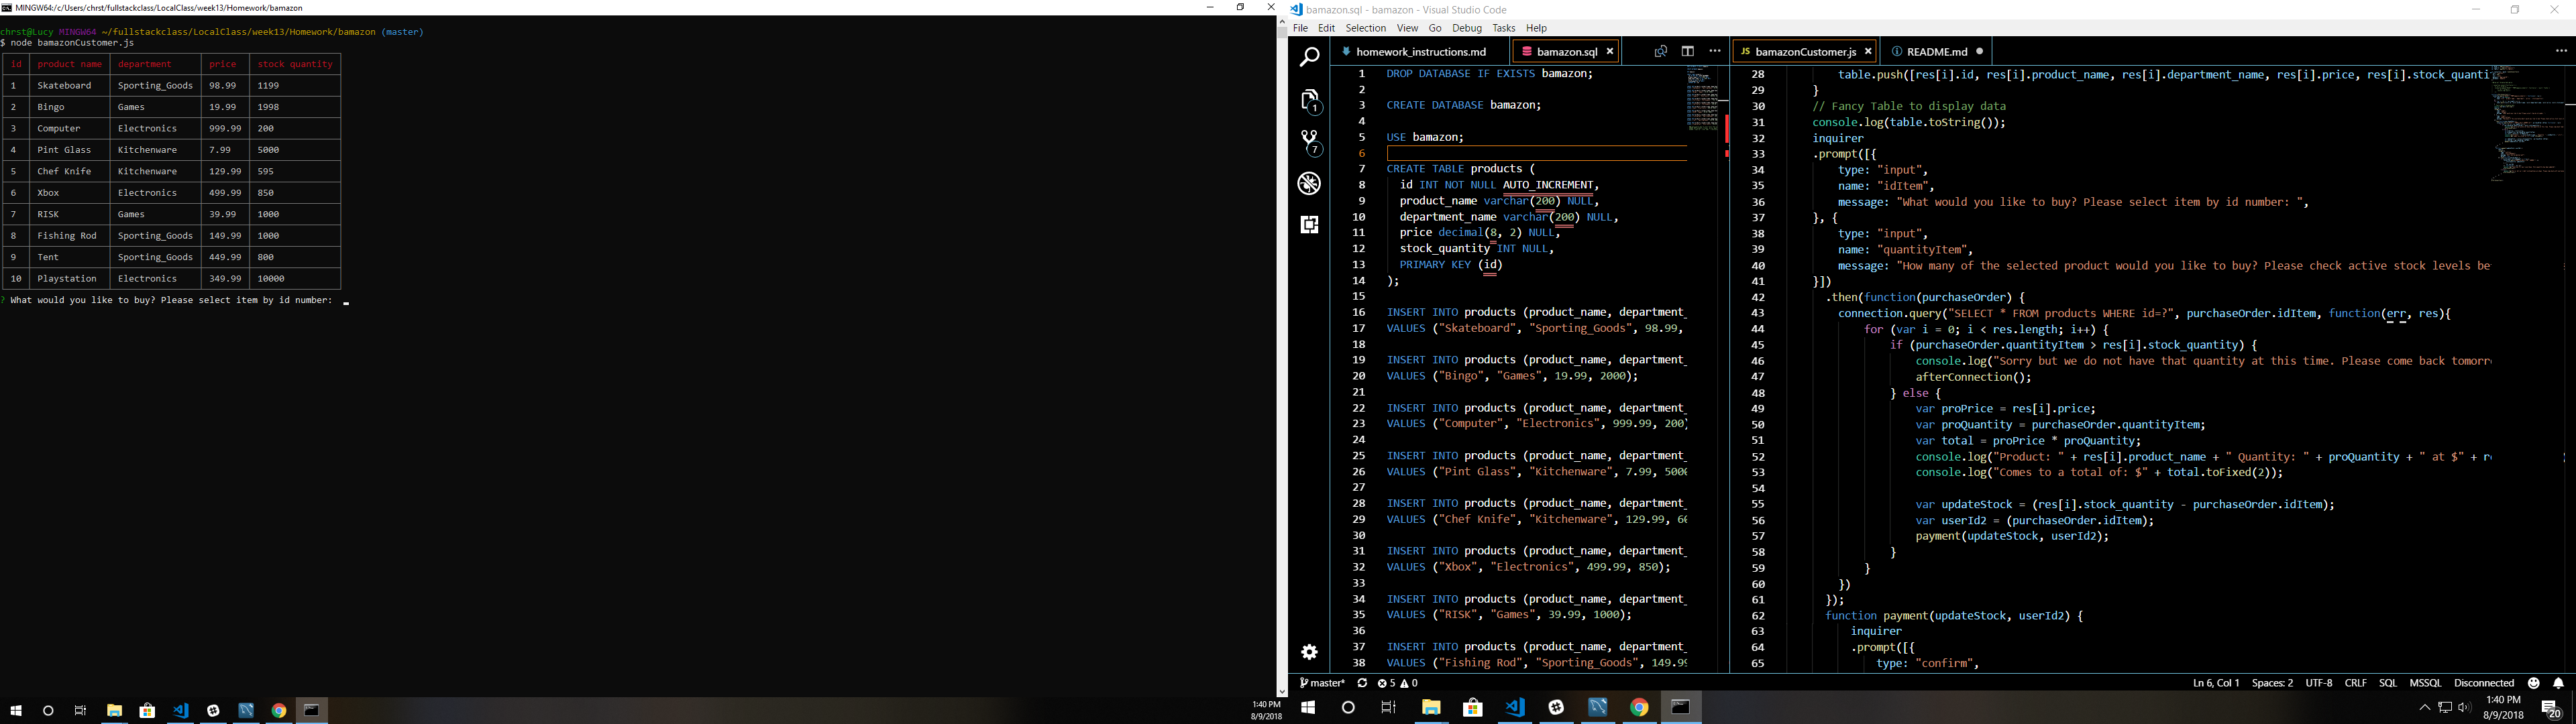 MINGW64:/c/Users/chrst/fullstackclass/LocalClass/week13/Homework/bamazon
chrst@Lucy MINGW64 ~/fullstackclass/LocalClass/week13/Homework/bamazon (master)
$ node bamazonCustomer.js
id product name department price stock quantity
1 Skateboard Sporting_Goods 98.99 1199
2 Bingo Games 19.99 1998
3 Computer Electronics 999.99 200
4 Pint Glass Kitchenware 7.99 5000
5 Chef Knife Kitchenware 129.99 595
6 Xbox Electronics 499.99 850
7 RISK Games 39.99 1000
8 Fishing Rod Sporting_Goods 149.99 1000
9 Tent Sporting_Goods 449.99 800
10 Playstation Electronics 349.99 10000
? What would you like to buy? Please select item by id number:
1:40 PM
8/9/2018
bamazon.sql - bamazon - Visual Studio Code
File Edit Selection View Go Debug Tasks Help
1
7
homework_instructions.md bamazon.sql
1 DROP DATABASE IF EXISTS bamazon;
2
3 CREATE DATABASE bamazon;
4
5 USE bamazon;
6
7 CREATE TABLE products (
8 id INT NOT NULL AUTO_INCREMENT,
9 product_name varchar(200) NULL,
10 department_name varchar(200) NULL,
11 price decimal(8, 2) NULL,
12 stock_quantity INT NULL,
13 PRIMARY KEY (id)
14 );
15
16 INSERT INTO products (product_name, department_
17 VALUES ("Skateboard", "Sporting_Goods", 98.99,
18
19 INSERT INTO products (product_name, department_
20 VALUES ("Bingo", "Games", 19.99, 2000);
21
22 INSERT INTO products (product_name, department_
23 VALUES ("Computer", "Electronics", 999.99, 200)
24
25 INSERT INTO products (product_name, department_
26 VALUES ("Pint Glass", "Kitchenware", 7.99, 5000
27
28 INSERT INTO products (product_name, department_
29 VALUES ("Chef Knife", "Kitchenware", 129.99, 60
30
31 INSERT INTO products (product_name, department_
32 VALUES ("Xbox", "Electronics", 499.99, 850);
33
34 INSERT INTO products (product_name, department_
35 VALUES ("RISK", "Games", 39.99, 1000);
36
37 INSERT INTO products (product_name, department_
38 VALUES ("Fishing Rod", "Sporting_Goods", 149.99
JS bamazonCustomer.js README.md
28 table.push([res[i].id, res[i].product_name, res[i].department_name, res[i].price, res[i].stock_quanti
29 }
30 // Fancy Table to display data
31 console.log(table.toString());
32 inquirer
33 .prompt([{
34 type: "input",
35 name: "idItem",
36 message: "What would you like to buy? Please select item by id number: ",
37 }, {
38 type: "input",
39 name: "quantityItem",
40 message: "How many of the selected product would you like to buy? Please check active stock levels be
41 }])
42 .then(function(purchaseOrder) {
43 connection.query("SELECT * FROM products WHERE id=?", purchaseOrder.idItem, function(err, res){
44 for (var i = 0; i < res.length; i++) {
45 if (purchaseOrder.quantityItem > res[i].stock_quantity) {
46 console.log("Sorry but we do not have that quantity at this time. Please come back tomorr
47 afterConnection();
48 } else {
49 var proPrice = res[i].price;
50 var proQuantity = purchaseOrder.quantityItem;
51 var total = proPrice * proQuantity;
52 console.log("Product: " + res[i].product_name + " Quantity: " + proQuantity + " at $" + r
53 console.log("Comes to a total of: $" + total.toFixed(2));
54
55 var updateStock = (res[i].stock_quantity - purchaseOrder.idItem);
56 var userId2 = (purchaseOrder.idItem);
57 payment(updateStock, userId2);
58 }
59 }
60 })
61 });
62 function payment(updateStock, userId2) {
63 inquirer
64 .prompt([{
65 type: "confirm",
master* 5 0 Ln 6, Col 1 Spaces: 2 UTF-8 CRLF SQL MSSQL Disconnected
1:40 PM
8/9/2018
20